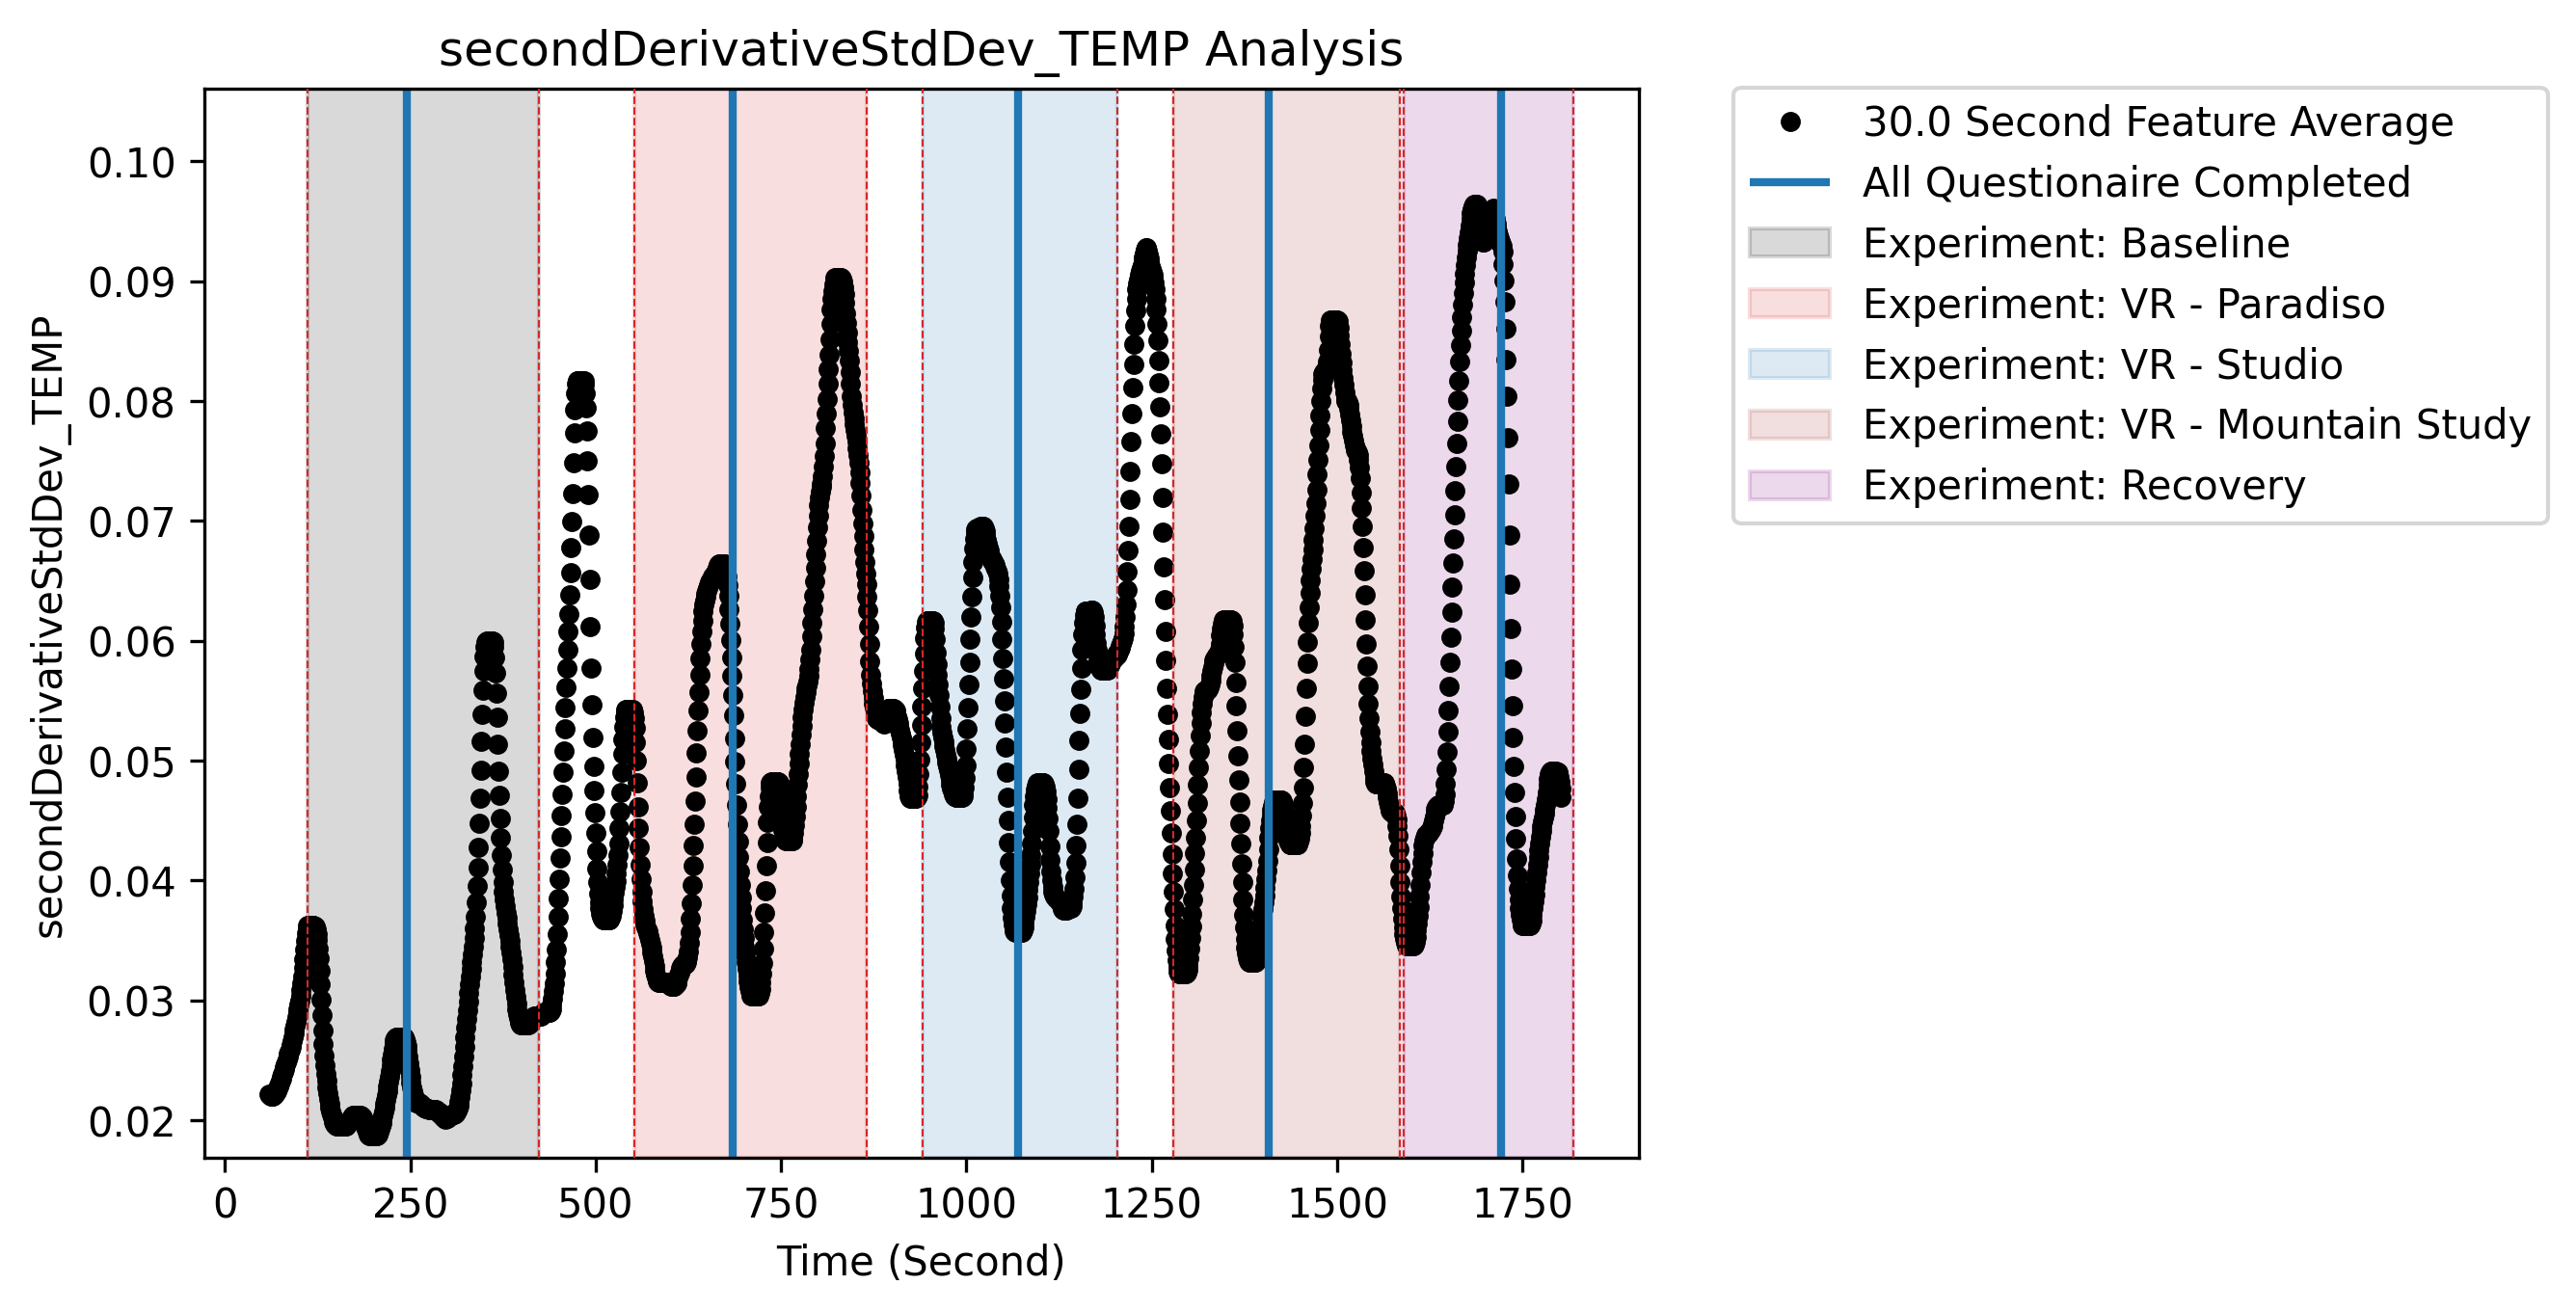 secondDerivativeStdDev_TEMP Analysis
secondDerivativeStdDev_TEMP
0.10
0.09
0.08
0.07
0.06
0.05
0.04
0.03
0.02
0
250
500
750
1000
1250
1500
1750
Time (Second)
30.0 Second Feature Average
All Questionaire Completed
Experiment: Baseline
Experiment: VR - Paradiso
Experiment: VR - Studio
Experiment: VR - Mountain Study
Experiment: Recovery